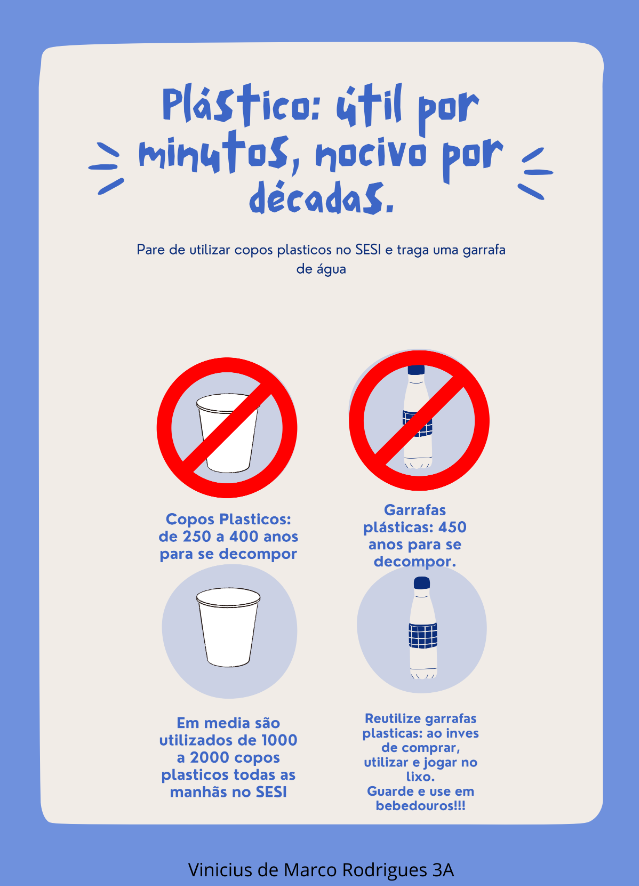 Plástico: útil por
minutos, nocivo por
décadas.
Pare de utilizar copos plasticos no SESI e traga uma garrafa
de água
Copos Plasticos:
de 250 a 400 anos
para se decompor
Garrafas
plásticas: 450
anos para se
decompor.
Em media são
utilizados de 1000
a 2000 copos
plasticos todas as
manhãs no SESI
Reutilize garrafas
plasticas: ao inves
de comprar,
utilizar e jogar no
lixo.
Guarde e use em
bebedouros!!!
Vinicius de Marco Rodrigues 3A